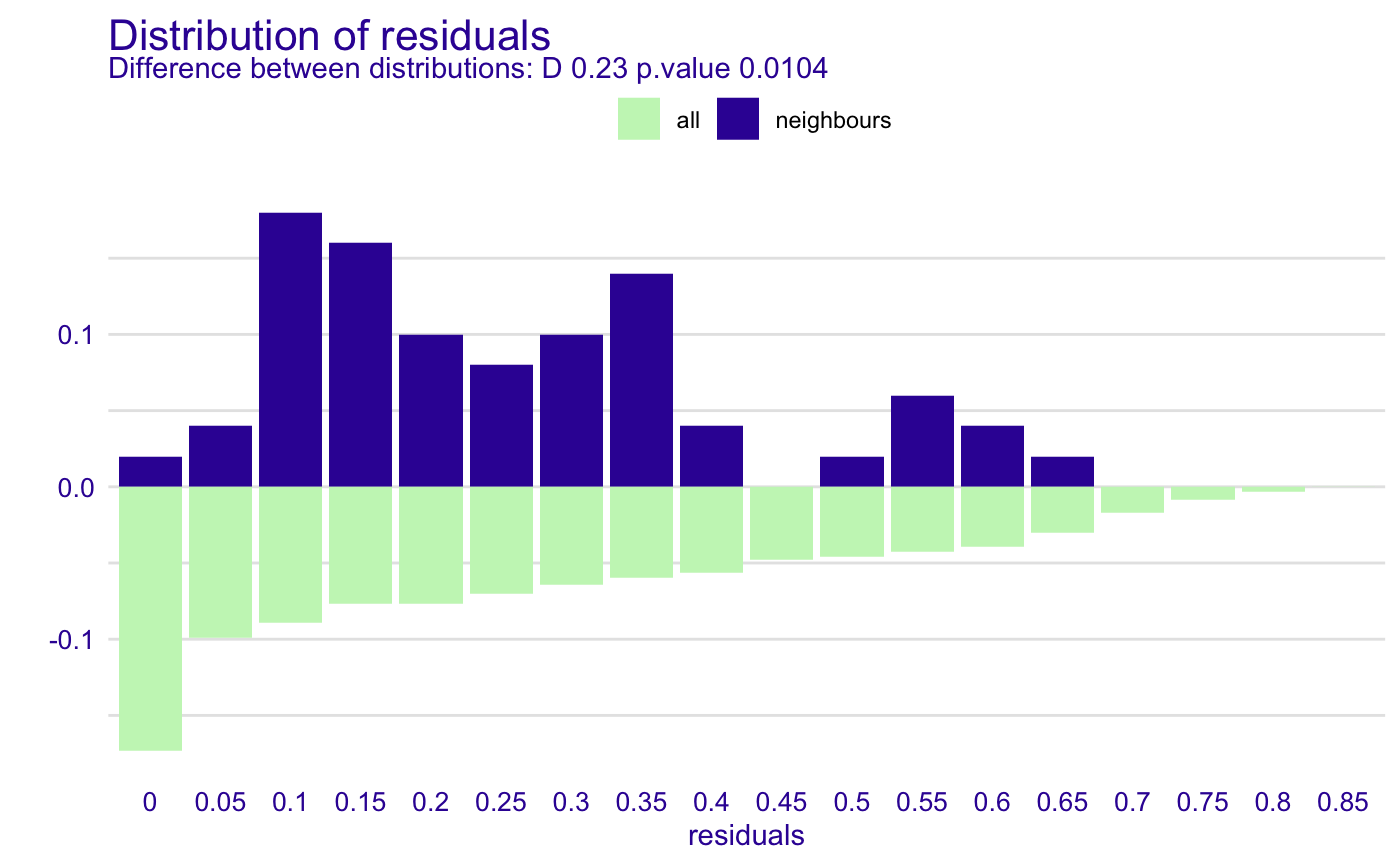 Distribution of residuals
Difference between distributions: D 0.23 p.value 0.0104
all neighbours
0.1
0.0
-0.1
0 0.05 0.1 0.15 0.2 0.25 0.3 0.35 0.4 0.45 0.5 0.55 0.6 0.65 0.7 0.75 0.8 0.85
residuals